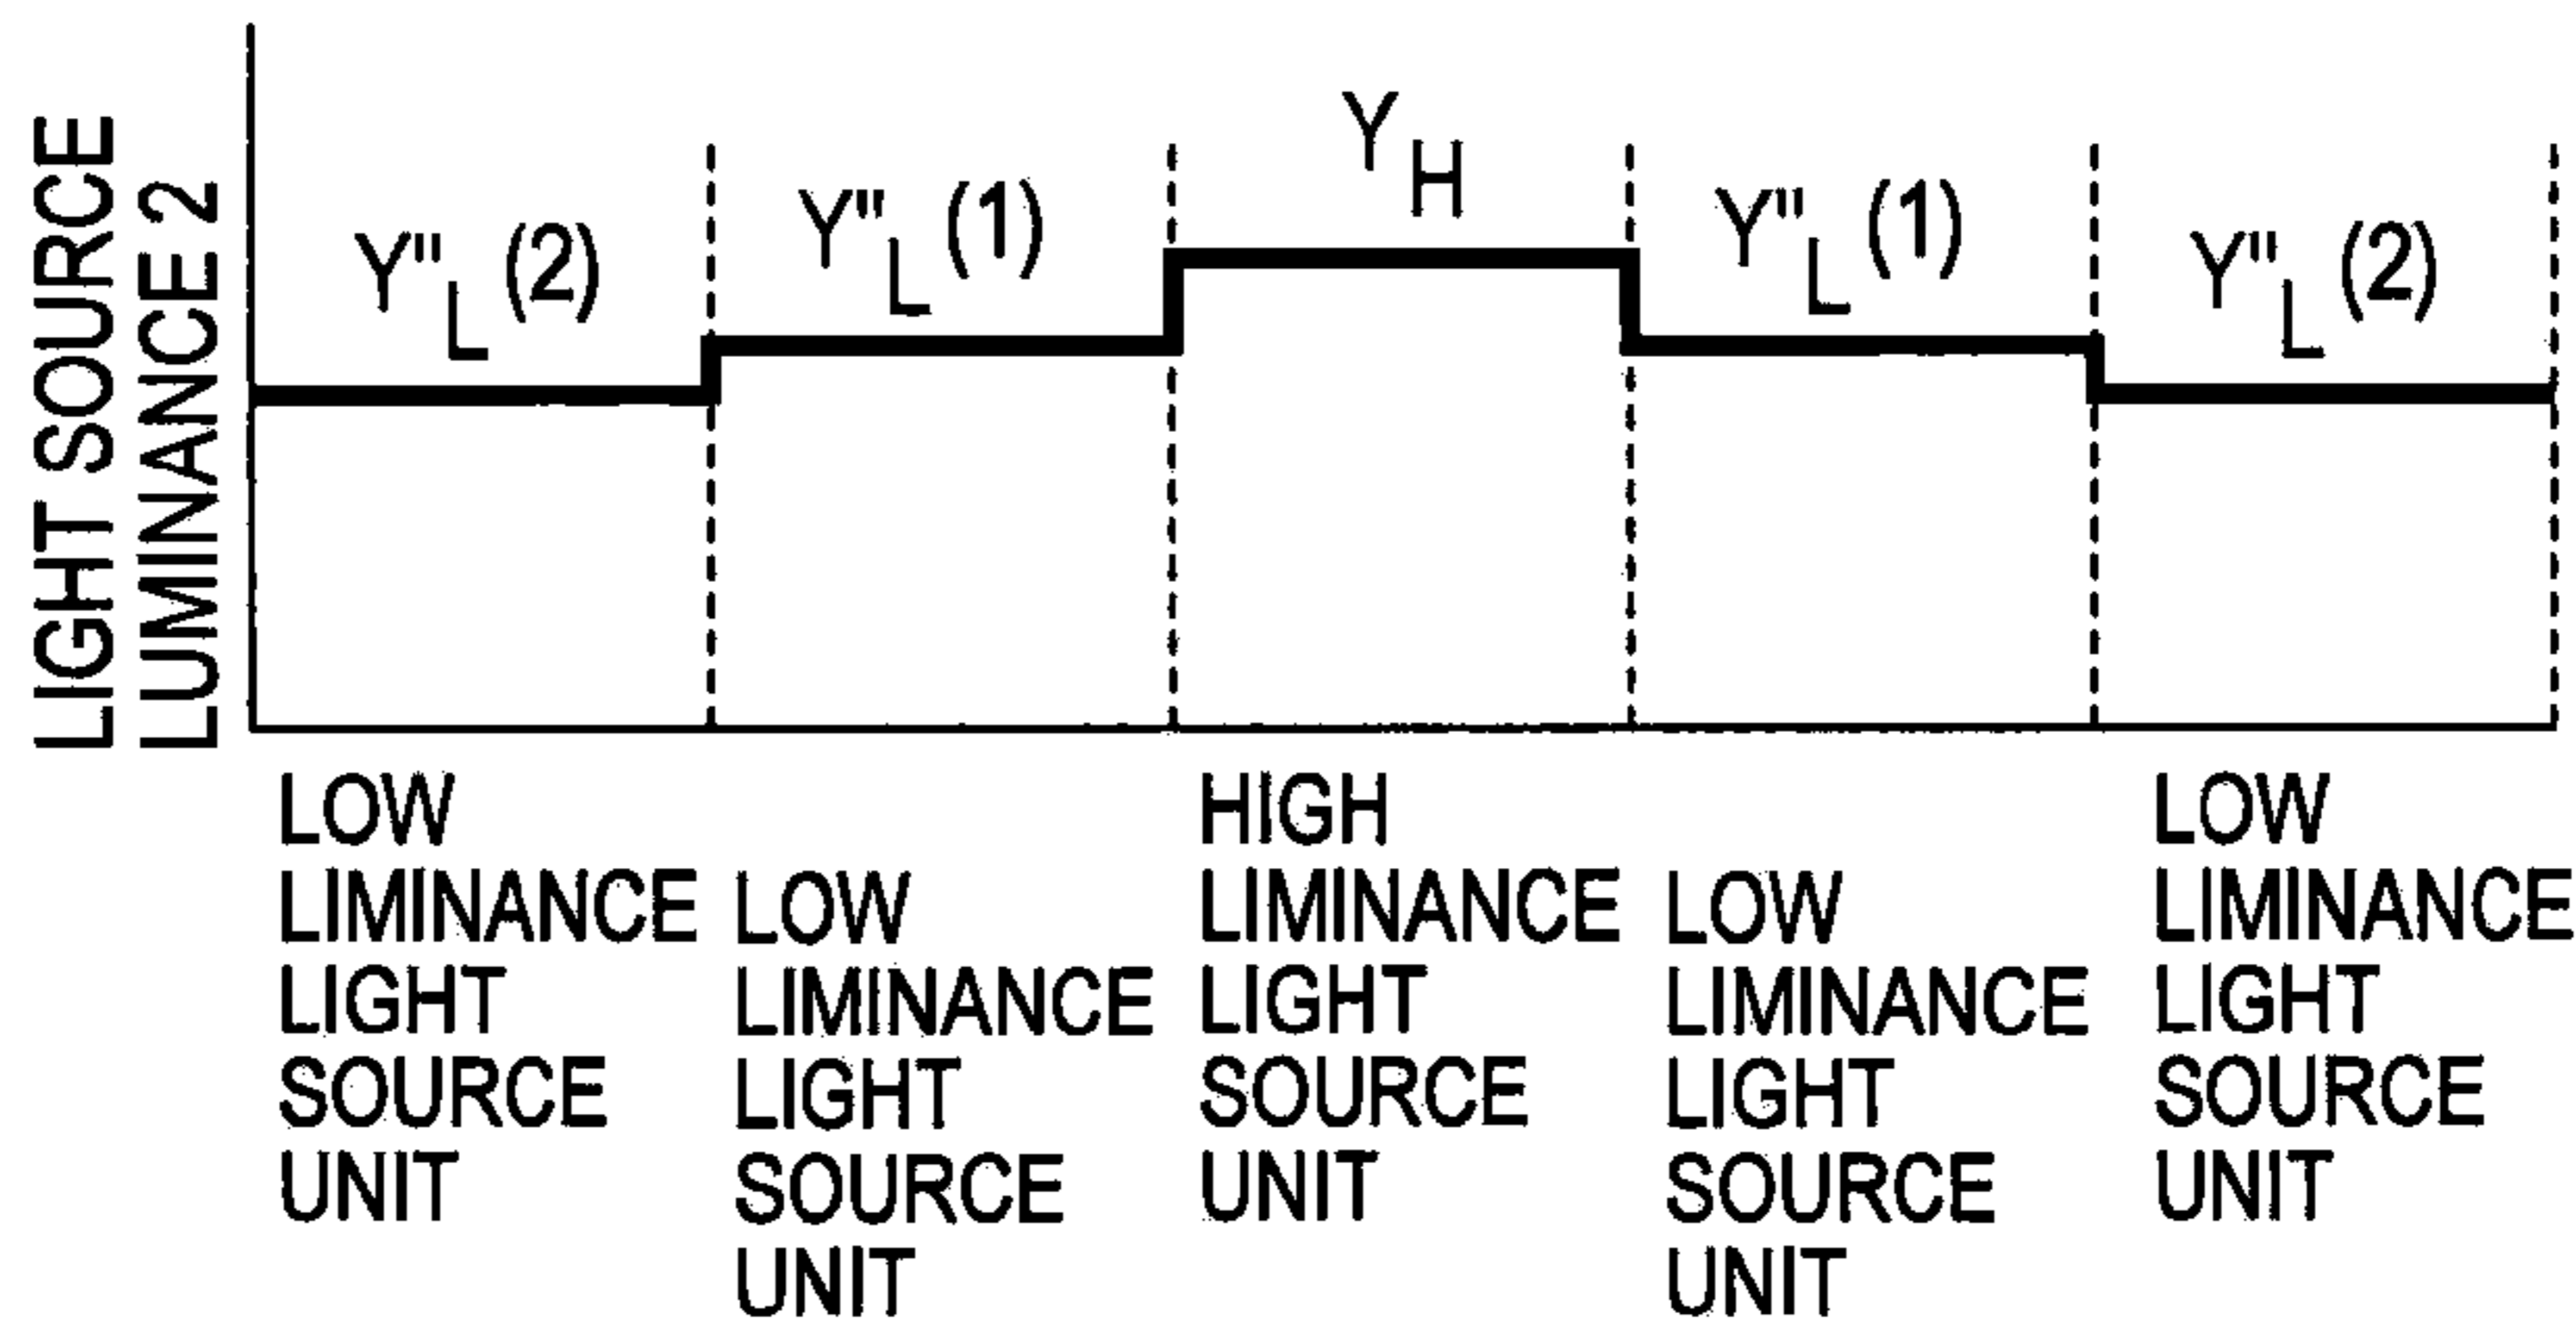 LIGHT SOURCE
LUMINANCE 2
Y"L(2)
Y"L(1)
YH
Y"L(1)
Y"L(2)
LOW
LIMINANCE
LIGHT
SOURCE
UNIT
LOW
LIMINANCE
LIGHT
SOURCE
UNIT
HIGH
LIMINANCE
LIGHT
SOURCE
UNIT
LOW
LIMINANCE
LIGHT
SOURCE
UNIT
LOW
LIMINANCE
LIGHT
SOURCE
UNIT